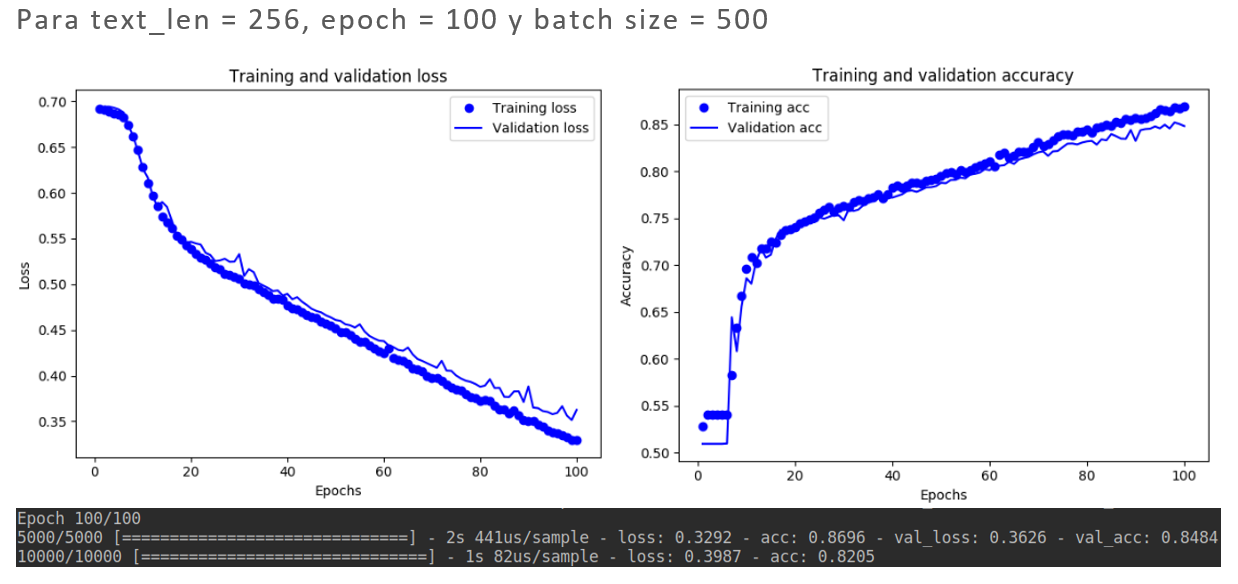 Para text_len = 256, epoch = 100 y batch size = 500
Training and validation loss
Training loss
Validation loss
0.70
0.65
0.60
0.55
0.50
0.45
0.40
0.35
Loss
0 20 40 60 80 100
Epochs
Training and validation accuracy
Training acc
Validation acc
0.85
0.80
0.75
0.70
0.65
0.60
0.55
0.50
Accuracy
0 20 40 60 80 100
Epochs
Epoch 100/100
5000/5000 [==============================] - 2s 441us/sample - loss: 0.3292 - acc: 0.8696 - val_loss: 0.3626 - val_acc: 0.8484
10000/10000 [==============================] - 1s 82us/sample - loss: 0.3987 - acc: 0.8205